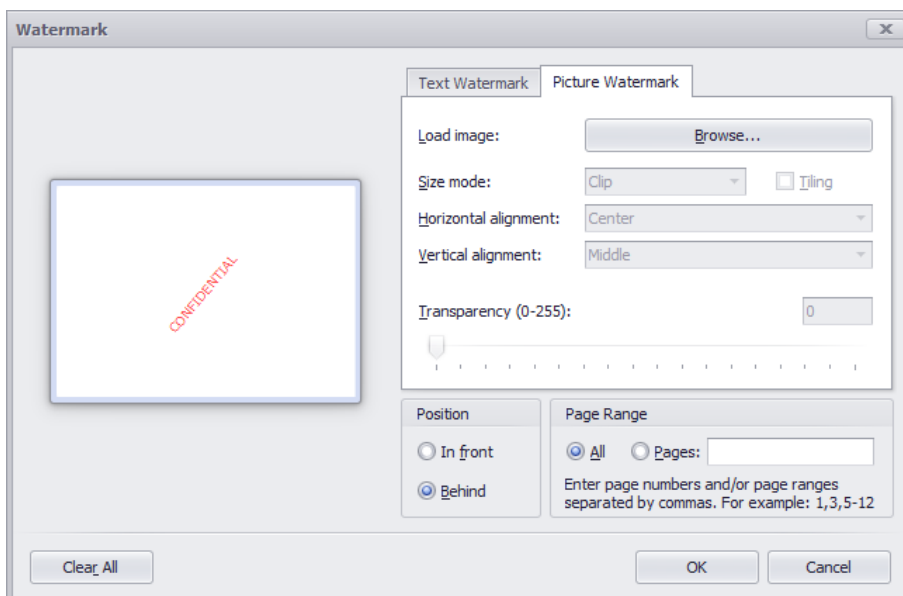 Watermark
Text Watermark Picture Watermark
Load image: Browse...
Size mode: Clip Tiling
Horizontal alignment: Center
Vertical alignment: Middle
CONFIDENTIAL
Transparency (0-255): 0
Position
In front
Behind
Page Range
All Pages:
Enter page numbers and/or page ranges
separated by commas. For example: 1,3,5-12
Clear All OK Cancel